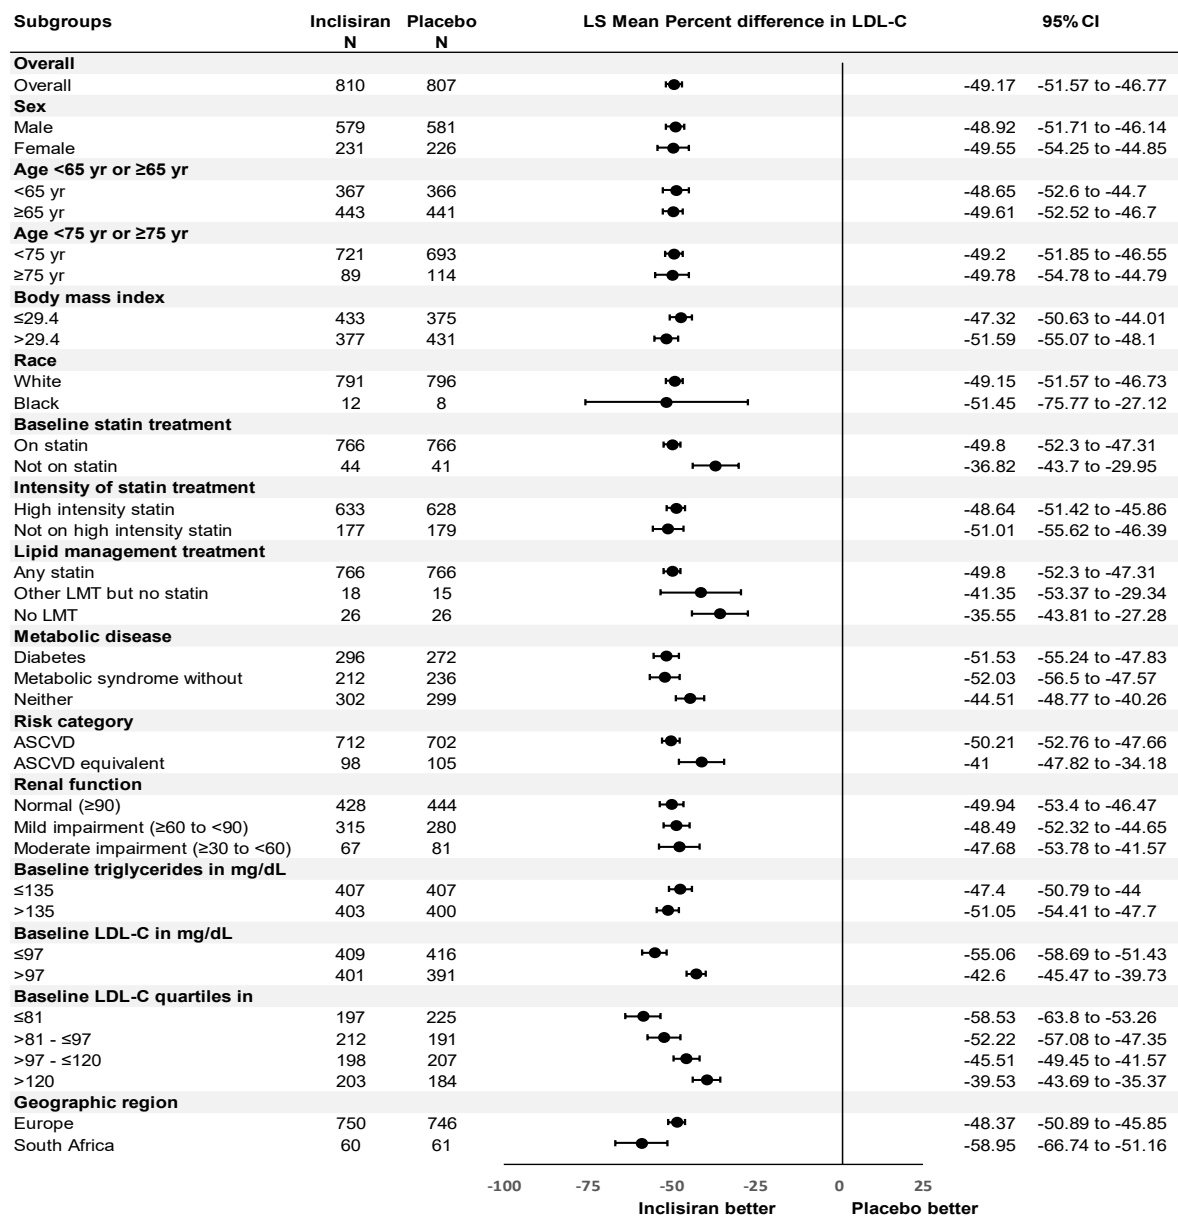 Subgroups Inclisiran Placebo LS Mean Percent difference in LDL-C 95% CI
N N
Overall
Overall 810 807 -49.17 -51.57 to -46.77
Sex
Male 579 581 -48.92 -51.71 to -46.14
Female 231 226 -49.55 -54.25 to -44.85
Age <65 yr or ≥65 yr
<65 yr 367 366 -48.65 -52.6 to -44.7
≥65 yr 443 441 -49.61 -52.52 to -46.7
Age <75 yr or ≥75 yr
<75 yr 721 693 -49.2 -51.85 to -46.55
≥75 yr 89 114 -49.78 -54.78 to -44.79
Body mass index
≤29.4 433 375 -47.32 -50.63 to -44.01
>29.4 377 431 -51.59 -55.07 to -48.1
Race
White 791 796 -49.15 -51.57 to -46.73
Black 12 8 -51.45 -75.77 to -27.12
Baseline statin treatment
On statin 766 766 -49.8 -52.3 to -47.31
Not on statin 44 41 -36.82 -43.7 to -29.95
Intensity of statin treatment
High intensity statin 633 628 -48.64 -51.42 to -45.86
Not on high intensity statin 177 179 -51.01 -55.62 to -46.39
Lipid management treatment
Any statin 766 766 -49.8 -52.3 to -47.31
Other LMT but no statin 18 15 -41.35 -53.37 to -29.34
No LMT 26 26 -35.55 -43.81 to -27.28
Metabolic disease
Diabetes 296 272 -51.53 -55.24 to -47.83
Metabolic syndrome without 212 236 -52.03 -56.5 to -47.57
Neither 302 299 -44.51 -48.77 to -40.26
Risk category
ASCVD 712 702 -50.21 -52.76 to -47.66
ASCVD equivalent 98 105 -41 -47.82 to -34.18
Renal function
Normal (≥90) 428 444 -49.94 -53.4 to -46.47
Mild impairment (≥60 to <90) 315 280 -48.49 -52.32 to -44.65
Moderate impairment (≥30 to <60) 67 81 -47.68 -53.78 to -41.57
Baseline triglycerides in mg/dL
≤135 407 407 -47.4 -50.79 to -44
>135 403 400 -51.05 -54.41 to -47.7
Baseline LDL-C in mg/dL
≤97 409 416 -55.06 -58.69 to -51.43
>97 401 391 -42.6 -45.47 to -39.73
Baseline LDL-C quartiles in
≤81 197 225 -58.53 -63.8 to -53.26
>81 - ≤97 212 191 -52.22 -57.08 to -47.35
>97 - ≤120 198 207 -45.51 -49.45 to -41.57
>120 203 184 -39.53 -43.69 to -35.37
Geographic region
Europe 750 746 -48.37 -50.89 to -45.85
South Africa 60 61 -58.95 -66.74 to -51.16
-100 -75 -50 -25 0 25
Inclisiran better Placebo better